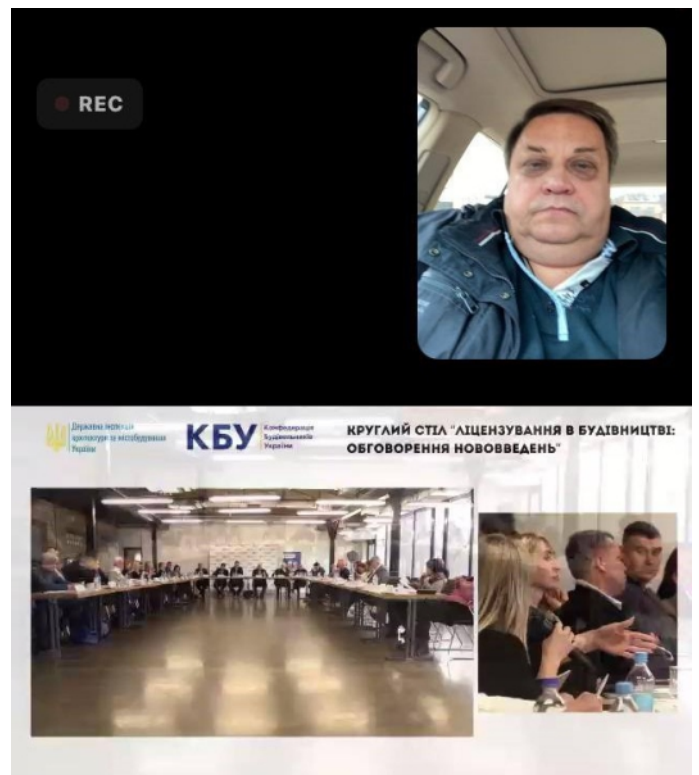 REC
Державна інспекція
архітектури та містобудування
України
КБУ
Конфедерація
Будівельників
України
КРУГЛИЙ СТІЛ "ЛІЦЕНЗУВАННЯ В БУДІВНИЦТВІ:
ОБГОВОРЕННЯ НОВОВВЕДЕНЬ"